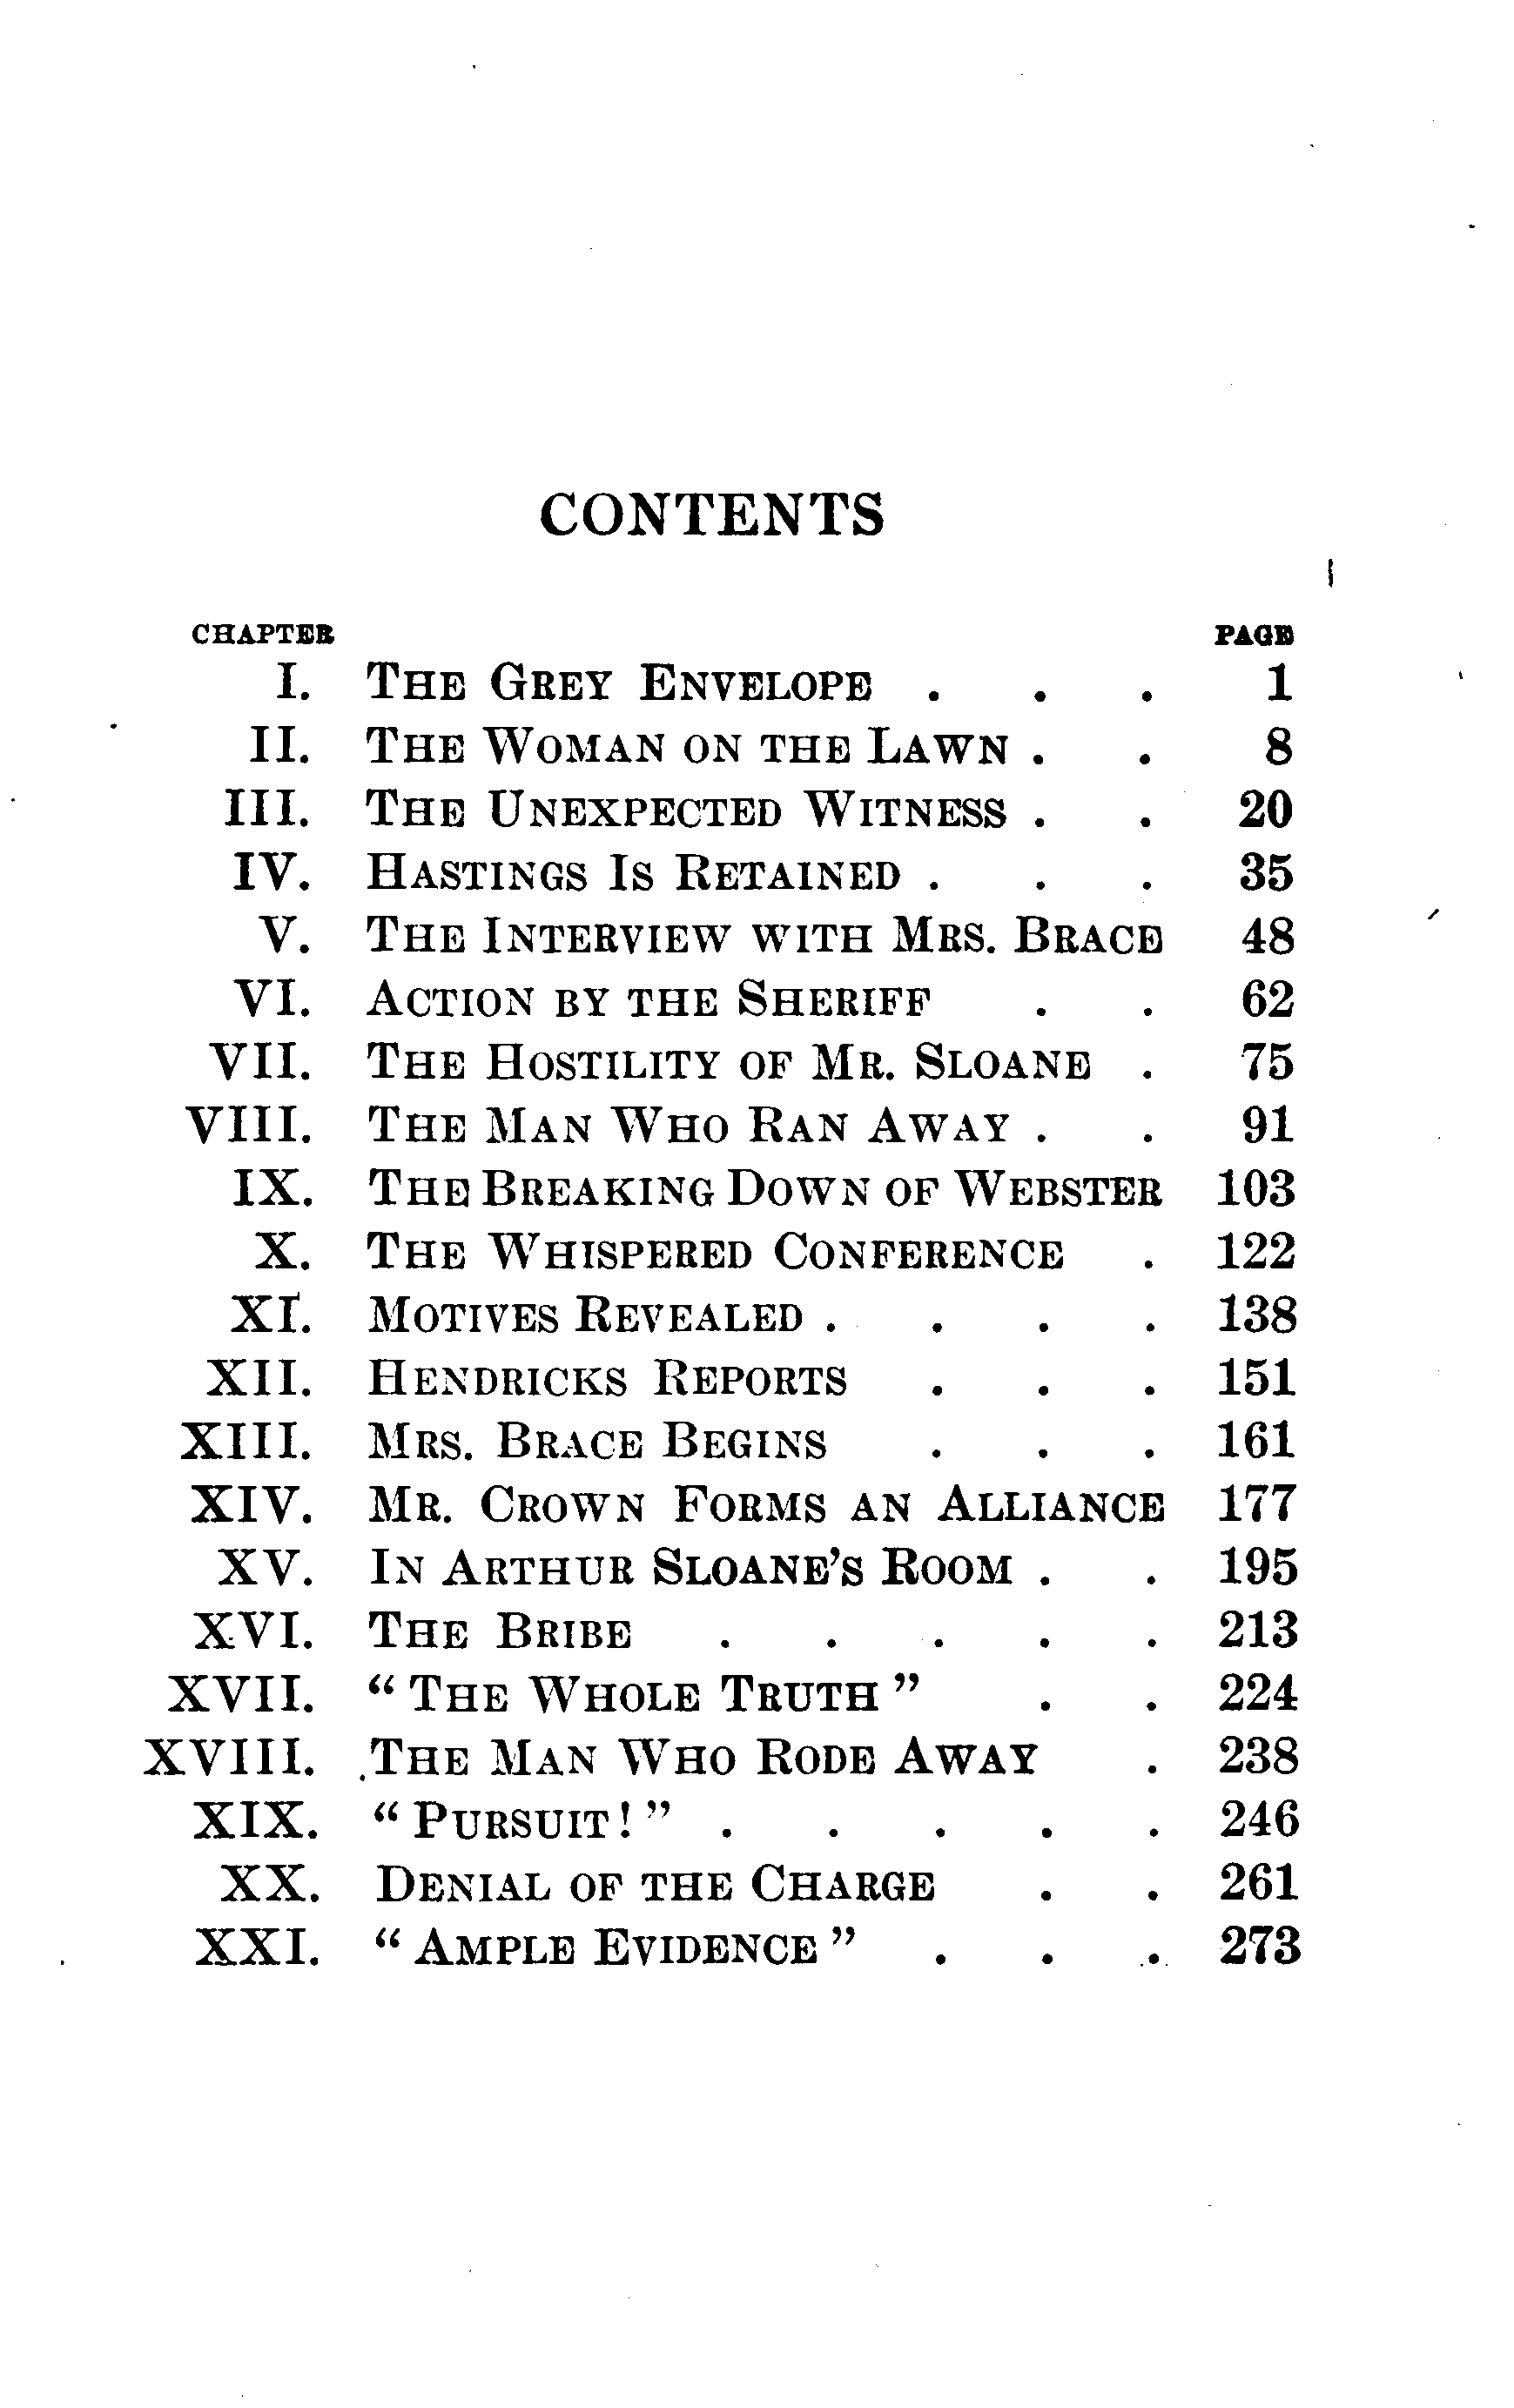 CONTENTS
CHAPTER PAGE
I. THE GREY ENVELOPE . . . 1
II. THE WOMAN ON THE LAWN . . 8
III. THE UNEXPECTED WITNESS . . 20
IV. HASTINGS IS RETAINED . . . 35
V. THE INTERVIEW WITH MRS. BRACE 48
VI. ACTION BY THE SHERIFF . . 62
VII. THE HOSTILITY OF MR. SLOANE . 75
VIII. THE MAN WHO RAN AWAY . . 91
IX. THE BREAKING DOWN OF WEBSTER 103
X. THE WHISPERED CONFERENCE . 122
XI. MOTIVES REVEALED . . . . 138
XII. HENDRICKS REPORTS . . . 151
XIII. MRS. BRACE BEGINS . . . 161
XIV. MR. CROWN FORMS AN ALLIANCE 177
XV. IN ARTHUR SLOANE'S ROOM . . 195
XVI. THE BRIBE . . . . . 213
XVII. “ THE WHOLE TRUTH ” . . 224
XVIII. THE MAN WHO RODE AWAY . 238
XIX. “ PURSUIT! ” . . . . . 246
XX. DENIAL OF THE CHARGE . . 261
XXI. “ AMPLE EVIDENCE ” . . . 273